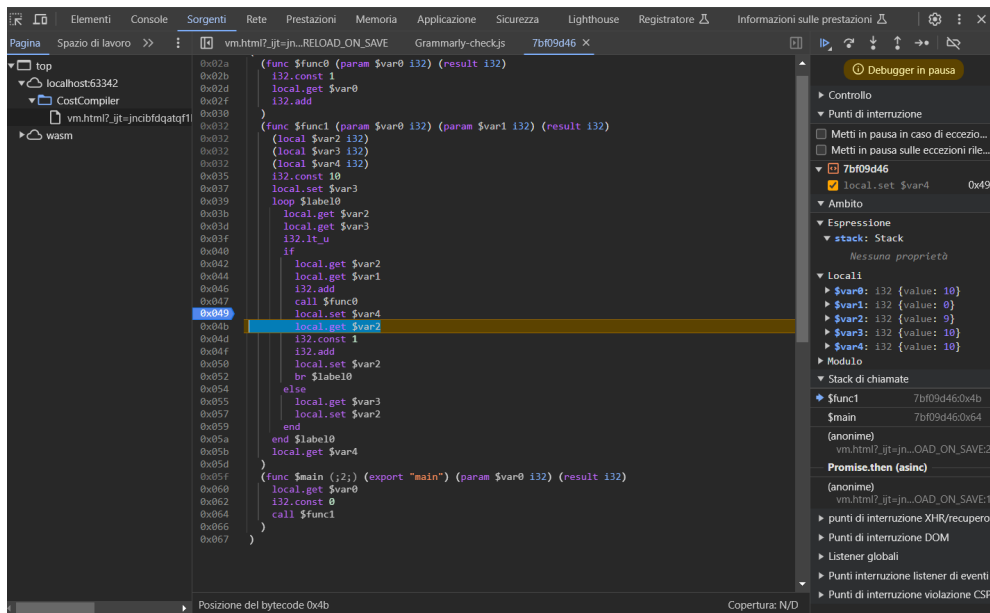 Elementi Console Sorgenti Rete Prestazioni Memoria Applicazione Sicurezza Lighthouse Registratore Informazioni sulle prestazioni
Pagina Spazio di lavoro
vm.html?_ijt=jn...RELOAD_ON_SAVE Grammarly-check.js 7bf09d46
top
localhost:63342
CostCompiler
vm.html?_ijt=jncibfdqatqf1
wasm
0x02a (func $func0 (param $var0 i32) (result i32)
0x02b i32.const 1
0x02d local.get $var0
0x02f i32.add
0x030 )
0x032 (func $func1 (param $var0 i32) (param $var1 i32) (result i32)
0x032 (local $var2 i32)
0x032 (local $var3 i32)
0x032 (local $var4 i32)
0x035 i32.const 10
0x037 local.set $var3
0x039 loop $label0
0x03b local.get $var2
0x03d local.get $var3
0x03f i32.lt_u
0x040 if
0x042 local.get $var2
0x044 local.get $var1
0x046 i32.add
0x047 call $func0
0x049 local.set $var4
0x04b local.get $var2
0x04d i32.const 1
0x04f i32.add
0x050 local.set $var2
0x052 br $label0
0x054 else
0x055 local.get $var3
0x057 local.set $var2
0x059 end
0x05a end $label0
0x05b local.get $var4
0x05d )
0x05f (func $main (;2;) (export "main") (param $var0 i32) (result i32)
0x060 local.get $var0
0x062 i32.const 0
0x064 call $func1
0x066 )
0x067 )
Posizione del bytecode 0x4b Copertura: N/D
Debugger in pausa
Controllo
Punti di interruzione
Metti in pausa in caso di eccezio...
Metti in pausa sulle eccezioni rile...
7bf09d46
local.set $var4 0x49
Ambito
Espressione
stack: Stack
Nessuna proprietà
Locali
$var0: i32 {value: 10}
$var1: i32 {value: 0}
$var2: i32 {value: 9}
$var3: i32 {value: 10}
$var4: i32 {value: 10}
Modulo
Stack di chiamate
$func1 7bf09d46:0x4b
$main 7bf09d46:0x64
(anonime)
vm.html?_ijt=jn...OAD_ON_SAVE:2
Promise.then (asinc)
(anonime)
vm.html?_ijt=jn...OAD_ON_SAVE:1
punti di interruzione XHR/recupero
Punti di interruzione DOM
Listener globali
Punti interruzione listener di eventi
Punti di interruzione violazione CSP